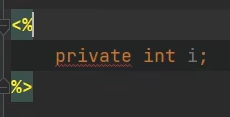 <%
private int i;
%>